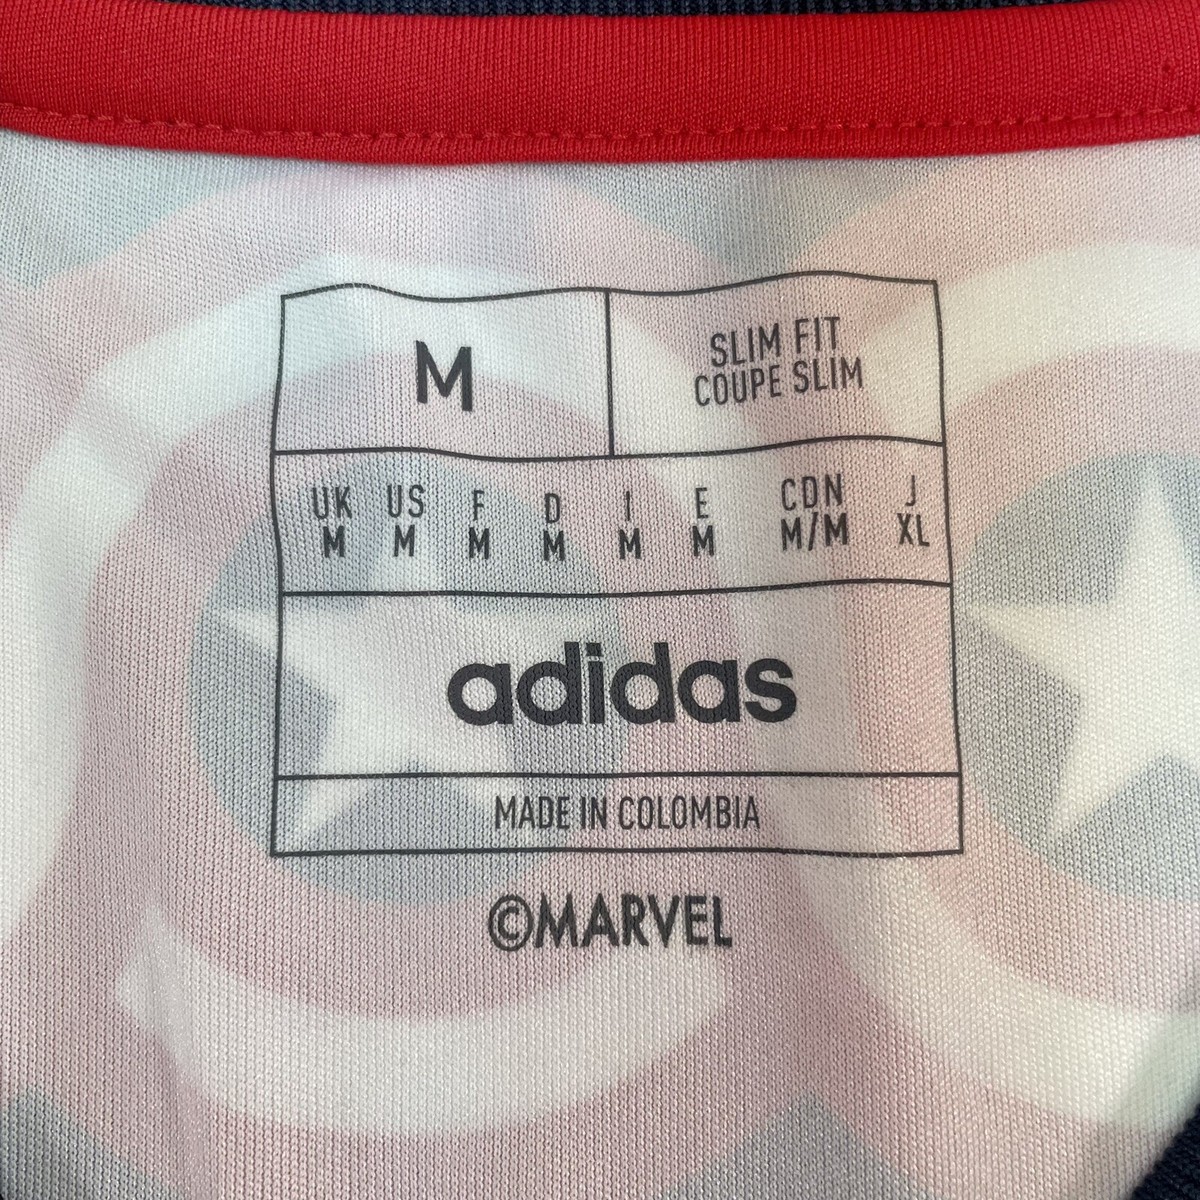 M
SLIM FIT
COUPE SLIM
UK US F D I E CDN J
M M M M M M M/M XL
adidas
MADE IN COLOMBIA
©MARVEL